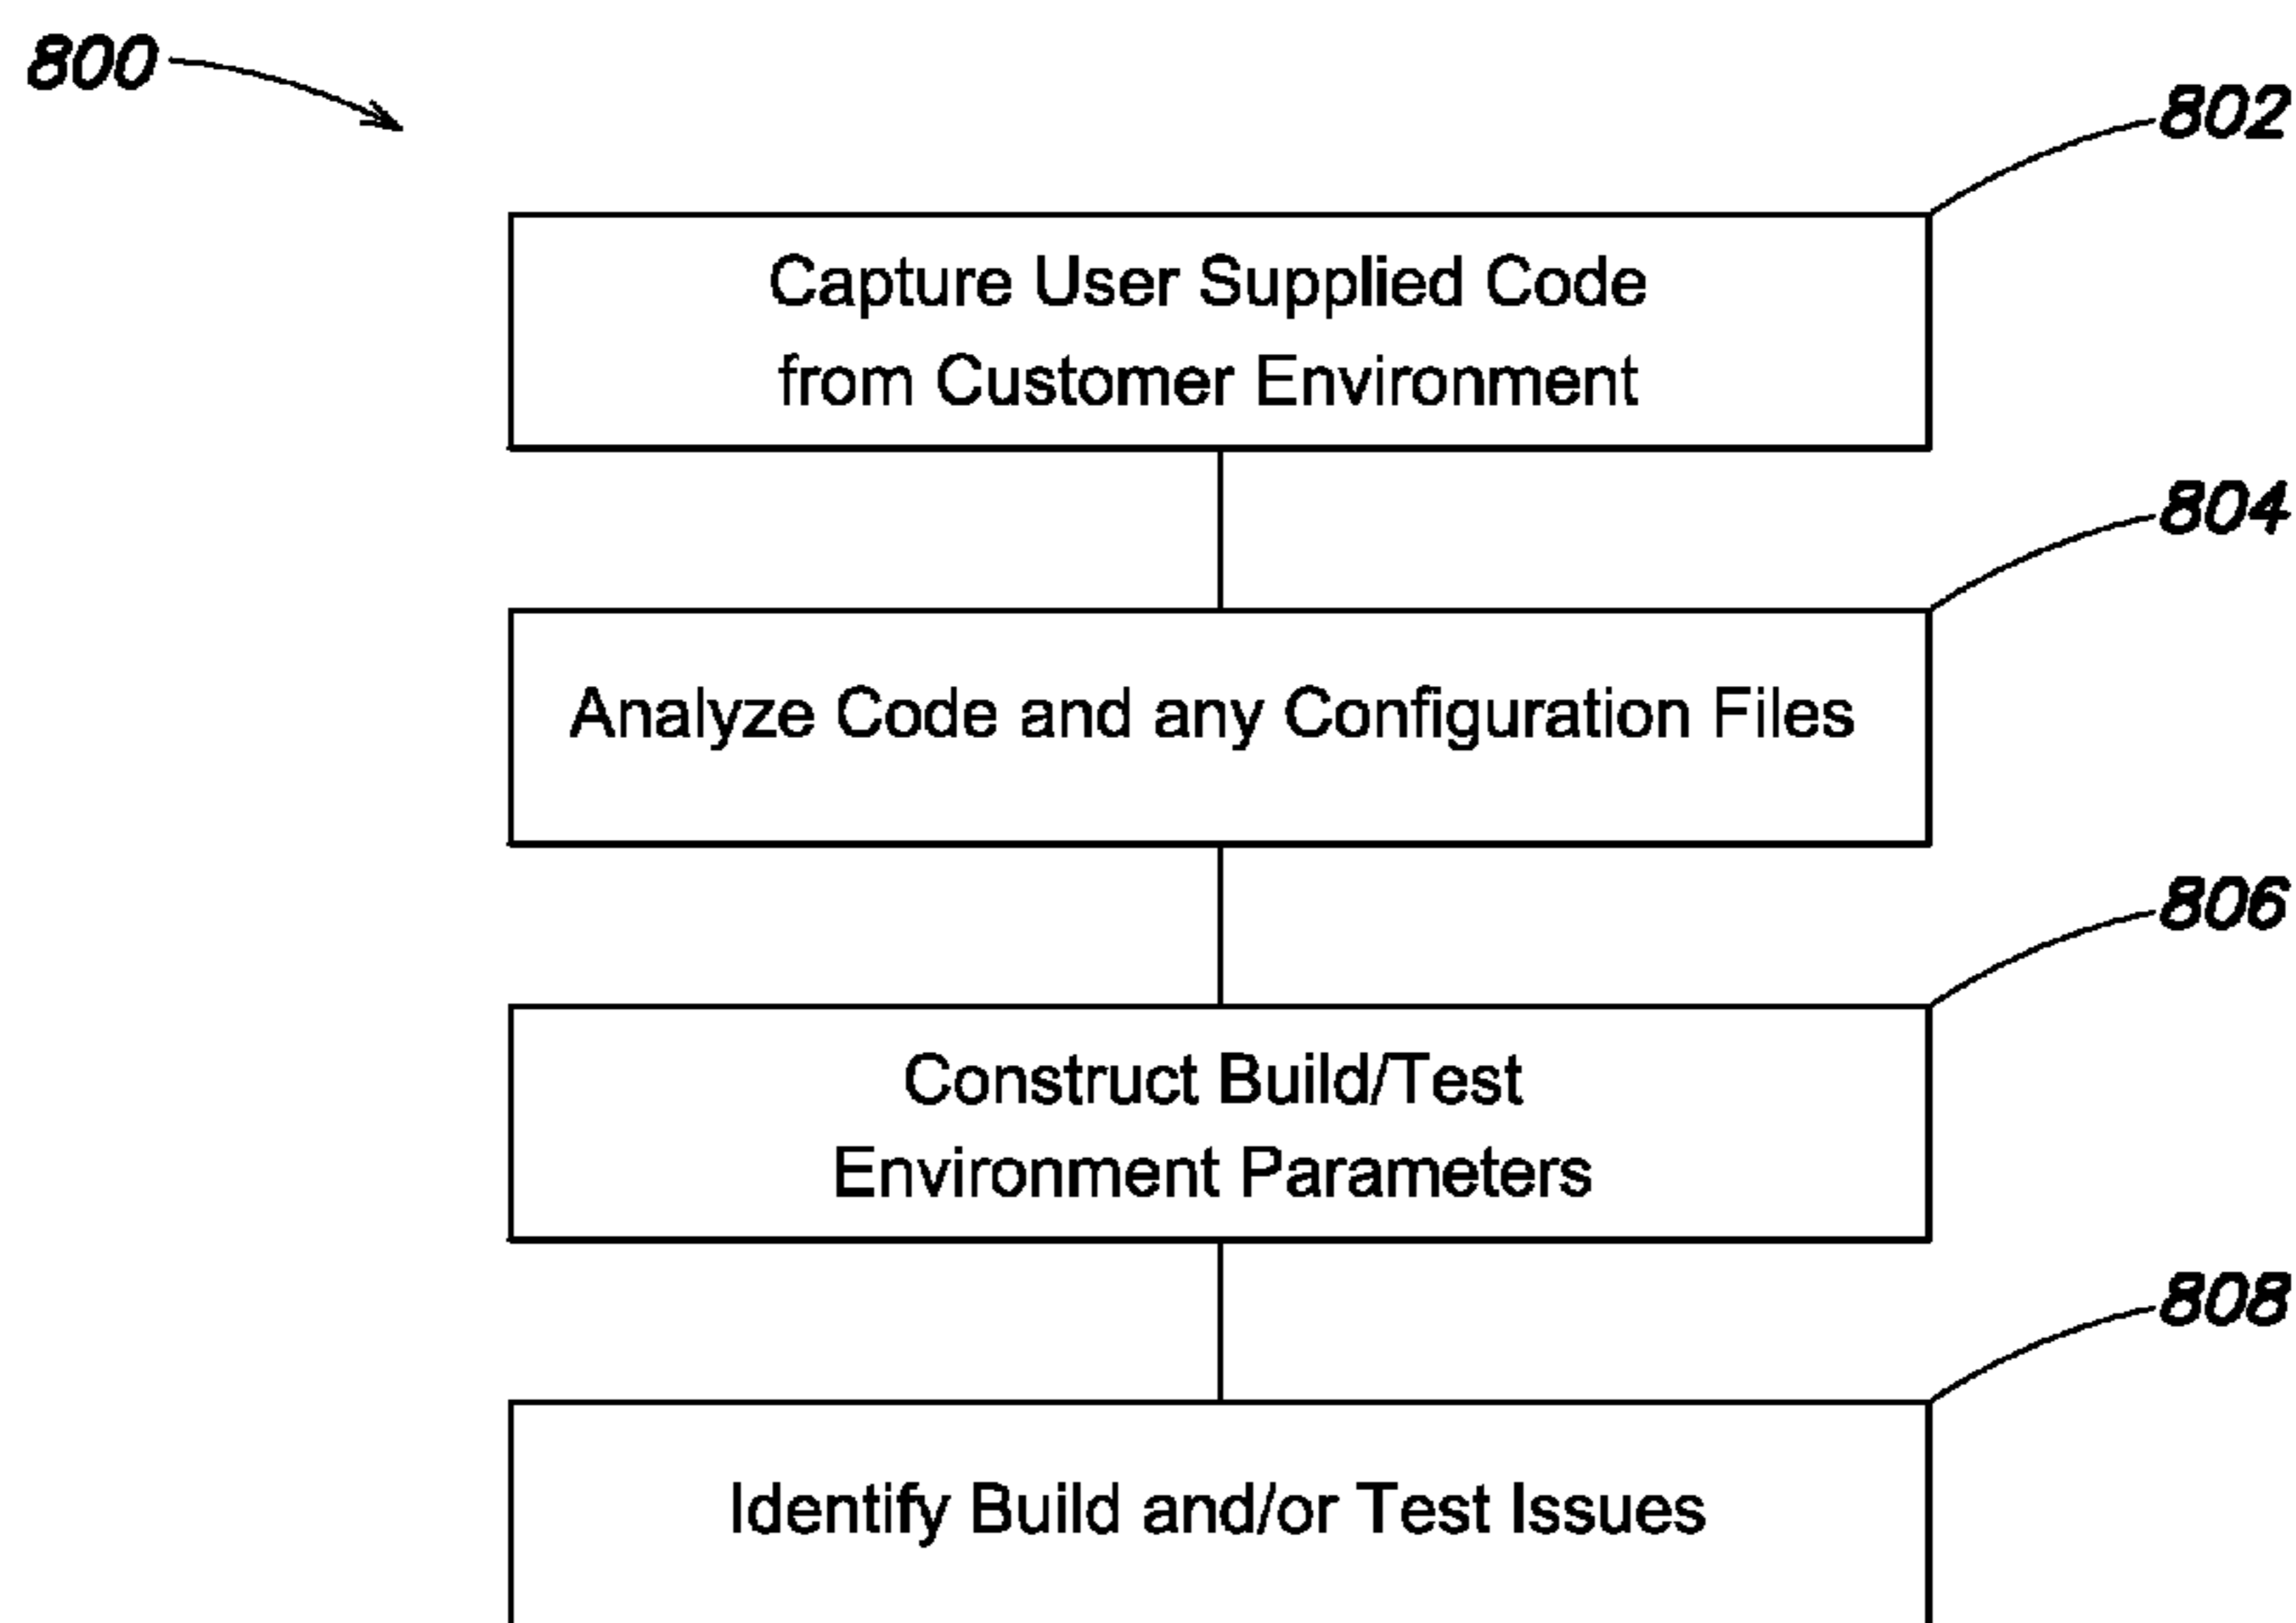 800
802
Capture User Supplied Code
from Customer Environment
804
Analyze Code and any Configuration Files
806
Construct Build/Test
Environment Parameters
808
Identify Build and/or Test Issues